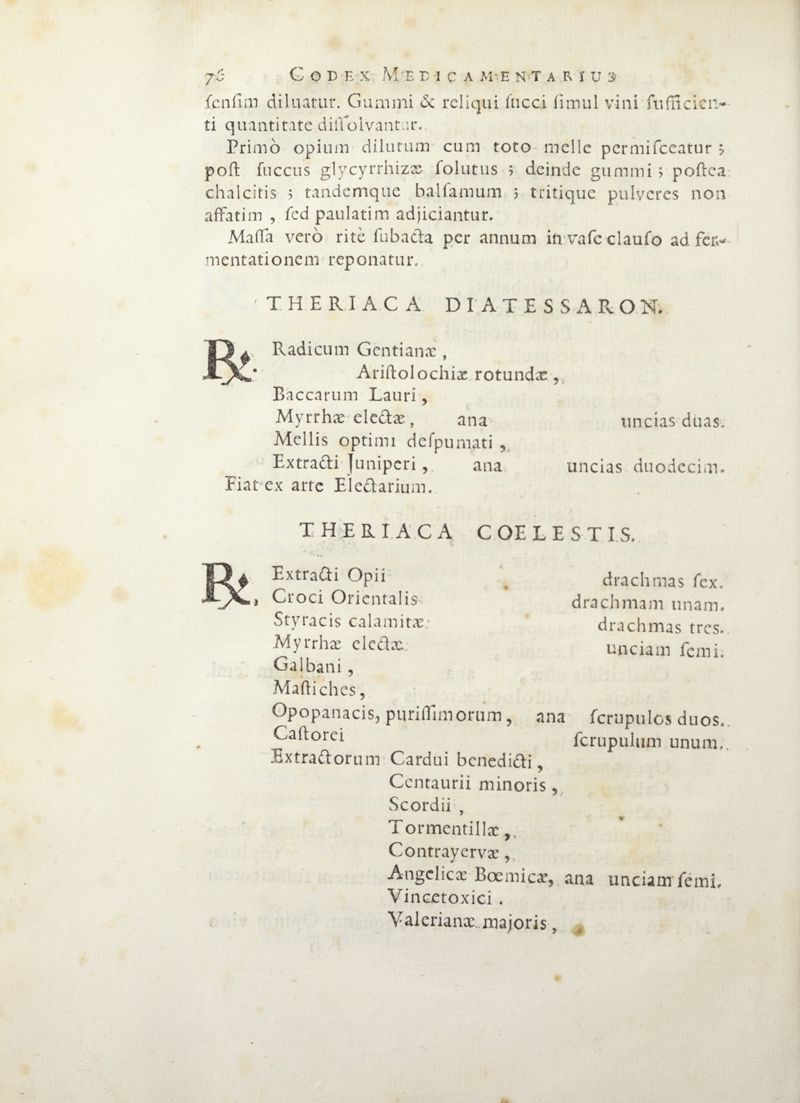 76 CODEX MEDICAMENTARIUS
ſenſim diluatur. Gummi & reliqui ſucci ſimul vini ſufficien-
ti quantitate diſſolvantur.
Primò opium dilutum cum toto melle permiſceatur ;
poſt ſuccus glycyrrhizæ ſolutus ; deinde gummi ; poſtea
chalcitis ; tandemque balſamum ; tritique pulveres non
affatim , ſed paulatim adjiciantur.
Maſſa verò ritè ſubacta per annum in vaſe clauſo ad fer-
mentationem reponatur.
THERIACA DIATESSARON.
℞. Radicum Gentianæ ,
Ariſtolochiæ rotundæ ,
Baccarum Lauri ,
Myrrhæ electæ , ana uncias duas.
Mellis optimi deſpumati ,
Extracti Juniperi , ana uncias duodecim.
Fiat ex arte Electarium.
THERIACA COELESTIS.
℞, Extracti Opii drachmas ſex.
Croci Orientalis drachmam unam.
Styracis calamitæ drachmas tres.
Myrrhæ electæ unciam ſemi.
Galbani ,
Maſtiches ,
Opopanacis, puriſſimorum , ana ſcrupulos duos.
Caſtorei ſcrupulum unum.
Extractorum Cardui benedicti ,
Centaurii minoris ,
Scordii ,
Tormentillæ ,
Contrayervæ ,
Angelicæ Bœmicæ, ana unciam ſemi.
Vincetoxici .
Valerianæ majoris ,